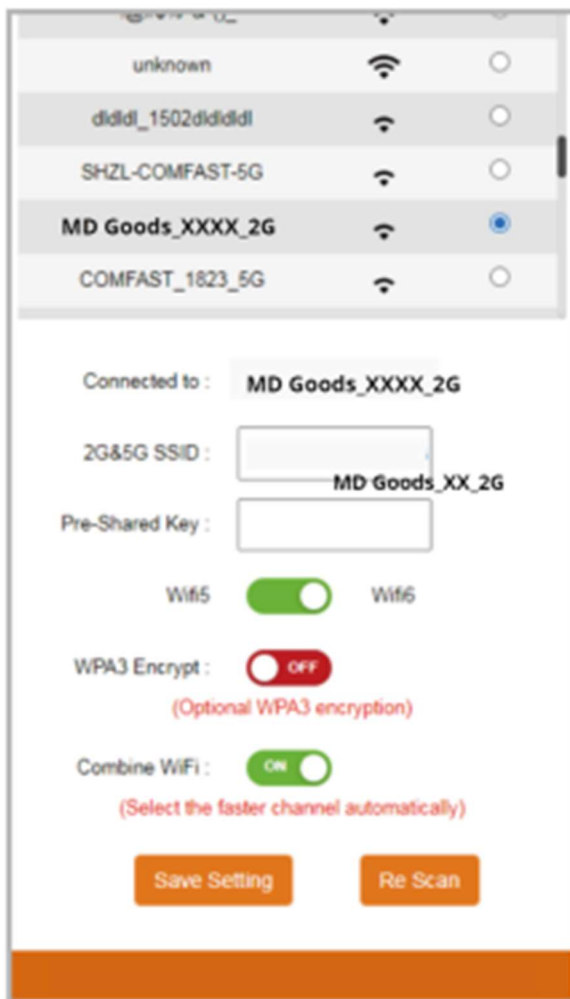 unknown
dldldl_1502dldldldl
SHZL-COMFAST-5G
MD Goods_XXXX_2G
COMFAST_1823_5G
Connected to : MD Goods_XXXX_2G
2G&5G SSID :
MD Goods_XX_2G
Pre-Shared Key :
Wifi5 Wifi6
WPA3 Encrypt : OFF
(Optional WPA3 encryption)
Combine WiFi : ON
(Select the faster channel automatically)
Save Setting Re Scan